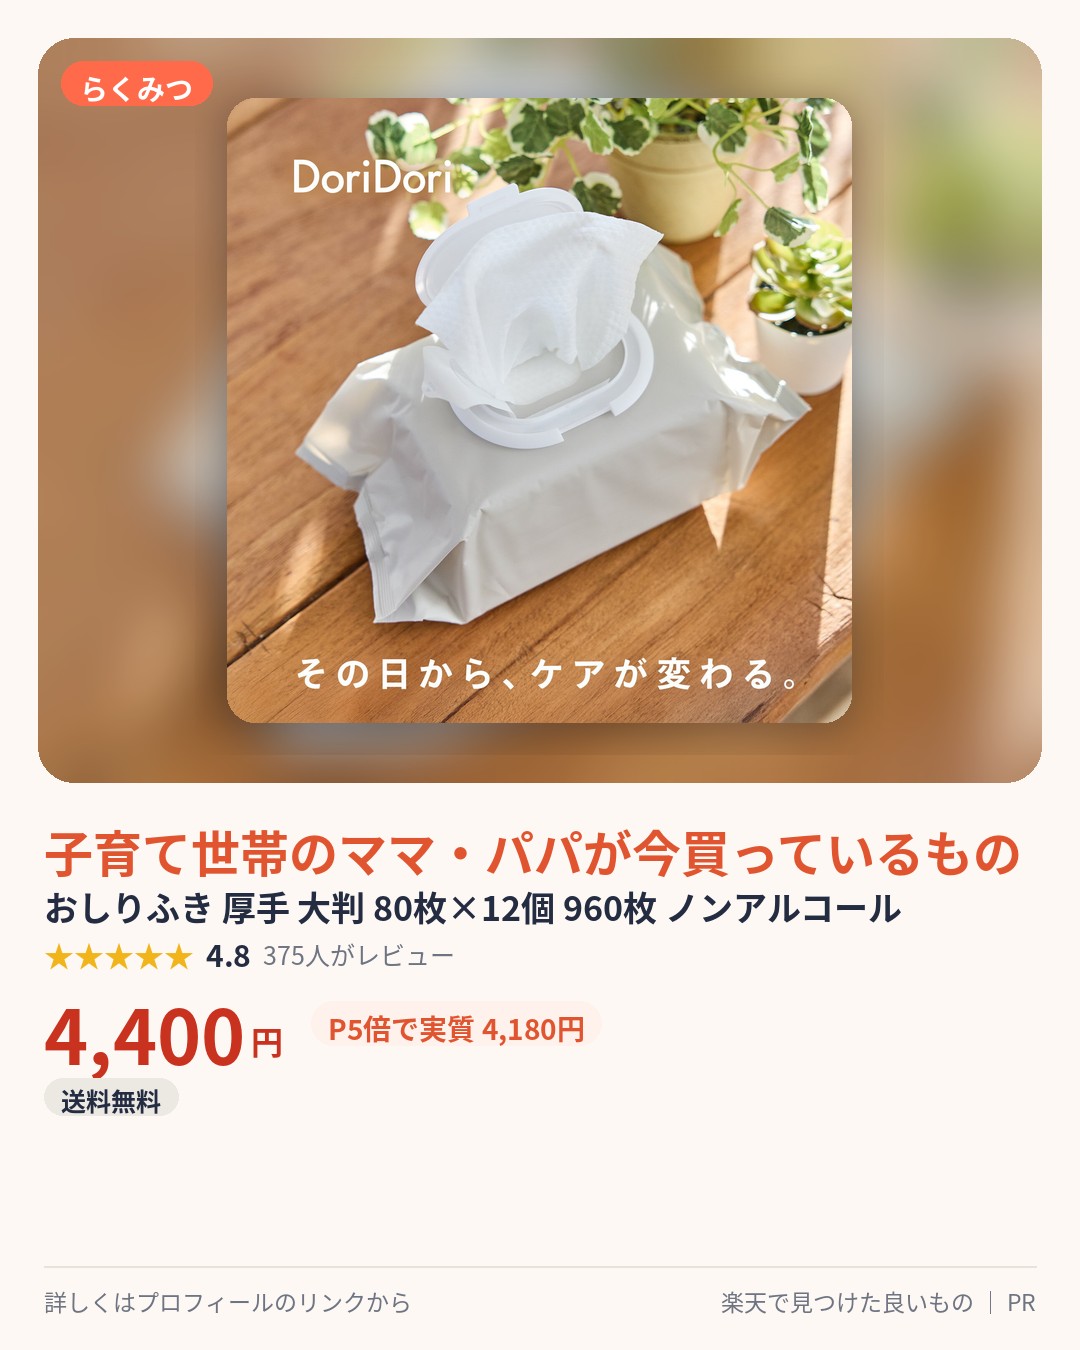 らくみつ
DoriDori
その日から、ケアが変わる。
子育て世帯のママ・パパが今買っているもの
おしりふき 厚手 大判 80枚×12個 960枚 ノンアルコール
★★★★★ 4.8 375人がレビュー
4,400円 P5倍で実質 4,180円
送料無料
詳しくはプロフィールのリンクから
楽天で見つけた良いもの｜PR